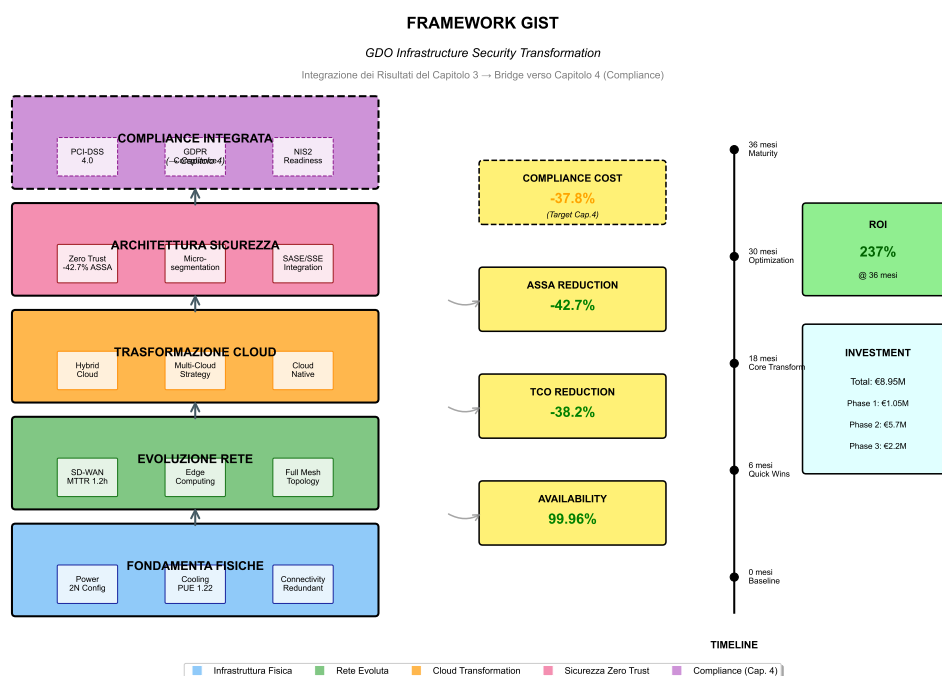 FRAMEWORK GIST
GDO Infrastructure Security Transformation
Integrazione dei Risultati del Capitolo 3 → Bridge verso Capitolo 4 (Compliance)
COMPLIANCE INTEGRATA
PCI-DSS
4.0
GDPR
(→ Capitolo 4)
NIS2
Readiness
ARCHITETTURA SICUREZZA
Zero Trust
-42.7% ASSA
Micro-
segmentation
SASE/SSE
Integration
TRASFORMAZIONE CLOUD
Hybrid
Cloud
Multi-Cloud
Strategy
Cloud
Native
EVOLUZIONE RETE
SD-WAN
MTTR 1.2h
Edge
Computing
Full Mesh
Topology
FONDAMENTA FISICHE
Power
2N Config
Cooling
PUE 1.22
Connectivity
Redundant
COMPLIANCE COST
-37.8%
(Target Cap.4)
ASSA REDUCTION
-42.7%
TCO REDUCTION
-38.2%
AVAILABILITY
99.96%
36 mesi
Maturity
30 mesi
Optimization
18 mesi
Core Transform
6 mesi
Quick Wins
0 mesi
Baseline
TIMELINE
ROI
237%
@ 36 mesi
INVESTMENT
Total: €8.95M
Phase 1: €1.05M
Phase 2: €5.7M
Phase 3: €2.2M
Infrastruttura Fisica
Rete Evoluta
Cloud Transformation
Sicurezza Zero Trust
Compliance (Cap. 4)